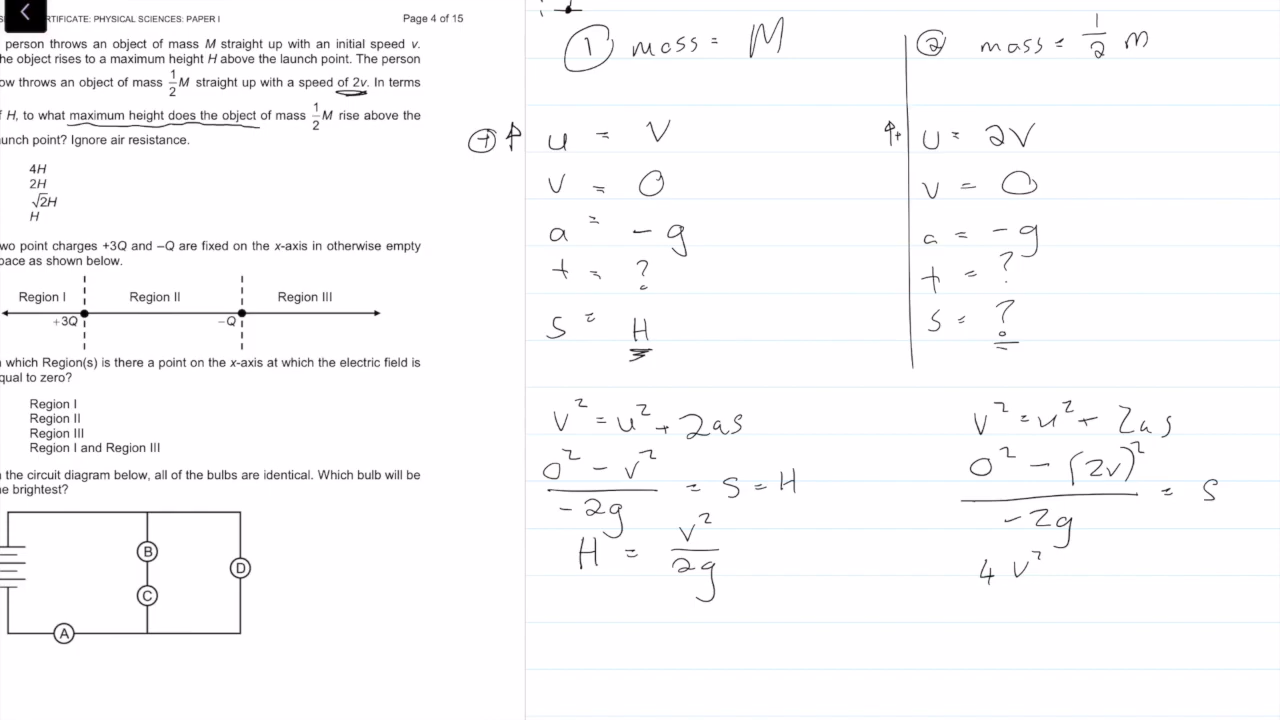 ERTIFICATE: PHYSICAL SCIENCES: PAPER I Page 4 of 15
person throws an object of mass M straight up with an initial speed v.
he object rises to a maximum height H above the launch point. The person
ow throws an object of mass 1/2 M straight up with a speed of 2v. In terms
f H, to what maximum height does the object of mass 1/2 M rise above the
unch point? Ignore air resistance.
4H
2H
√2H
H
wo point charges +3Q and –Q are fixed on the x-axis in otherwise empty
pace as shown below.
Region I Region II Region III
+3Q –Q
which Region(s) is there a point on the x-axis at which the electric field is
qual to zero?
Region I
Region II
Region III
Region I and Region III
the circuit diagram below, all of the bulbs are identical. Which bulb will be
e brightest?
B
D
C
A
① mass = M
+ ↑ u = V
v = 0
a = -g
t = ?
s = H
v² = u² + 2as
(0² - v²)/(-2g) = s = H
H = v²/2g
② mass = 1/2 M
↑+ u = 2V
v = 0
a = -g
t = ?
s = ?
v² = u² + 2as
(0² - (2v)²)/(-2g) = s
4v²